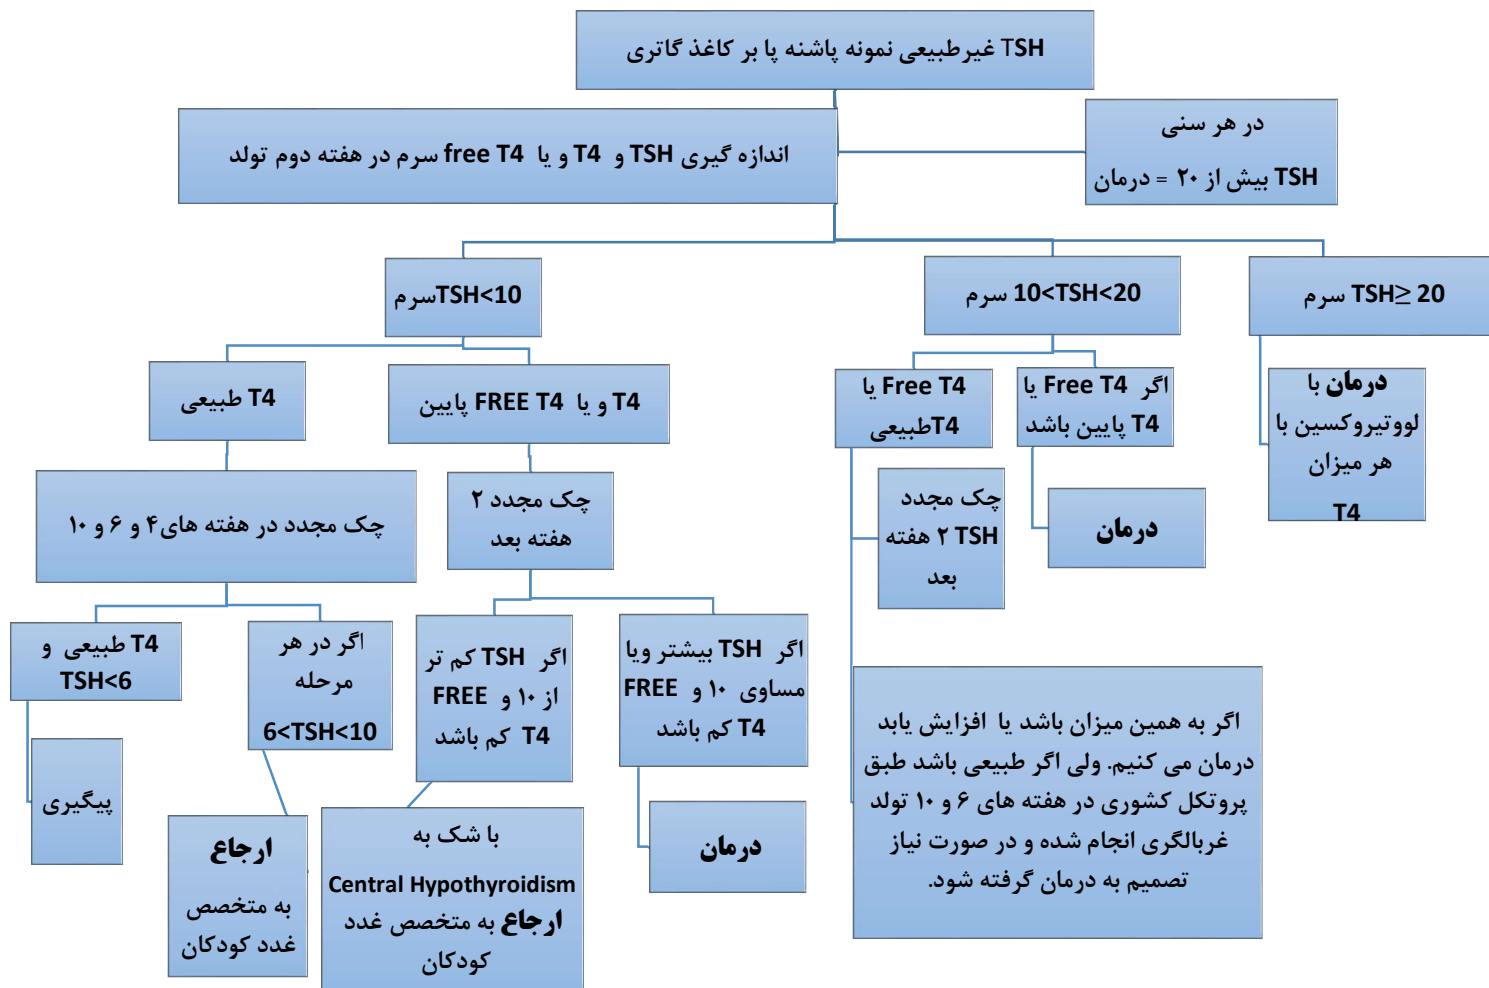 TSH غیرطبیعی نمونه پاشنه پا بر کاغذ گاتری
در هر سنی
TSH بیش از ۲۰ = درمان
اندازه گیری TSH و T4 و یا free T4 سرم در هفته دوم تولد
TSH≥ 20 سرم
10<TSH<20 سرم
TSH<10سرم
درمان با
لووتیروکسین با
هر میزان
T4
اگر Free T4 یا
T4 پایین باشد
درمان
Free T4 یا
T4طبیعی
چک مجدد
TSH ۲ هفته
بعد
اگر به همین میزان باشد یا افزایش یابد
درمان می کنیم. ولی اگر طبیعی باشد طبق
پروتکل کشوری در هفته های ۶ و ۱۰ تولد
غربالگری انجام شده و در صورت نیاز
تصمیم به درمان گرفته شود.
T4 و یا FREE T4 پایین
چک مجدد ۲
هفته بعد
اگر TSH بیشتر ویا
مساوی ۱۰ و FREE
T4 کم باشد
درمان
اگر TSH کم تر
از ۱۰ و FREE
T4 کم باشد
با شک به
Central Hypothyroidism
ارجاع به متخصص غدد
کودکان
T4 طبیعی
چک مجدد در هفته های۴ و ۶ و ۱۰
اگر در هر
مرحله
6<TSH<10
ارجاع
به متخصص
غدد کودکان
T4 طبیعی و
TSH<6
پیگیری